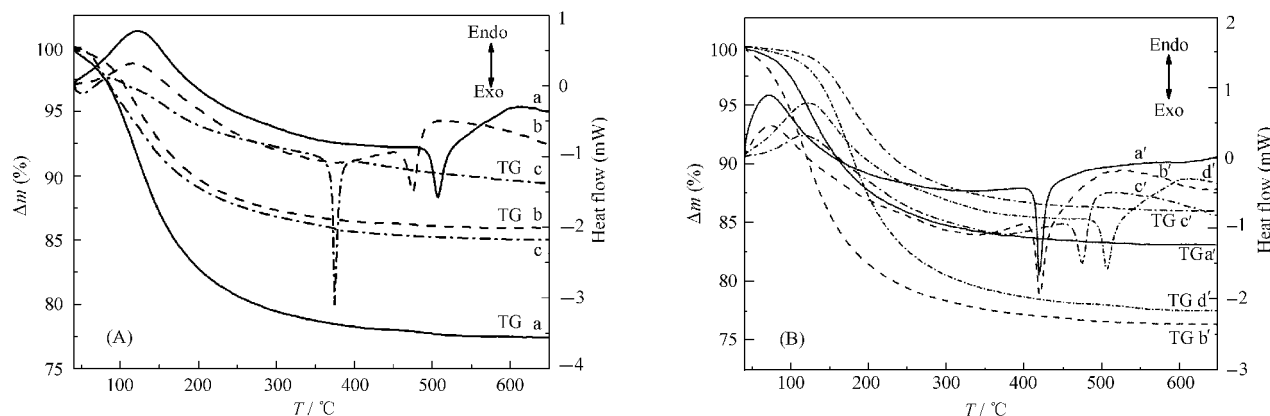 100
95
90
85
80
75
Δm (%)
100 200 300 400 500 600
T / ℃
1
0
−1
−2
−3
−4
Heat flow (mW)
Endo
Exo
a
b
TG c
TG b
c
TG a
(A)
100
95
90
85
80
75
Δm (%)
100 200 300 400 500 600
T / ℃
2
1
0
−1
−2
−3
Heat flow (mW)
Endo
Exo
a′
b′ d′
c′
TG c′
TG a′
TG d′
TG b′
(B)